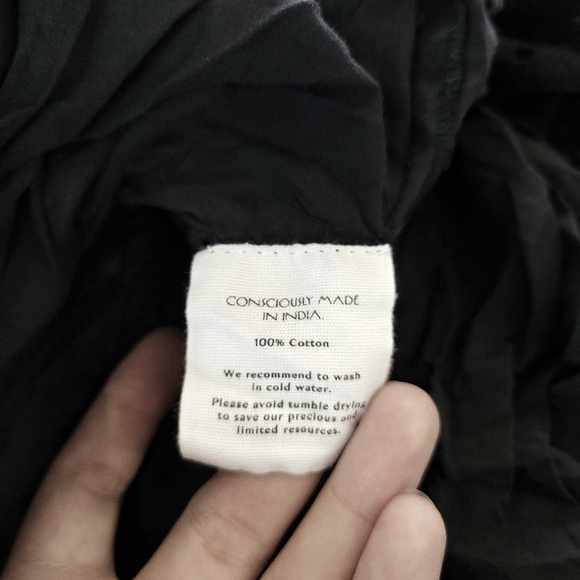 CONSCIOUSLY MADE
IN INDIA.
100% Cotton
We recommend to wash
in cold water.
Please avoid tumble drying
to save our precious and
limited resources.